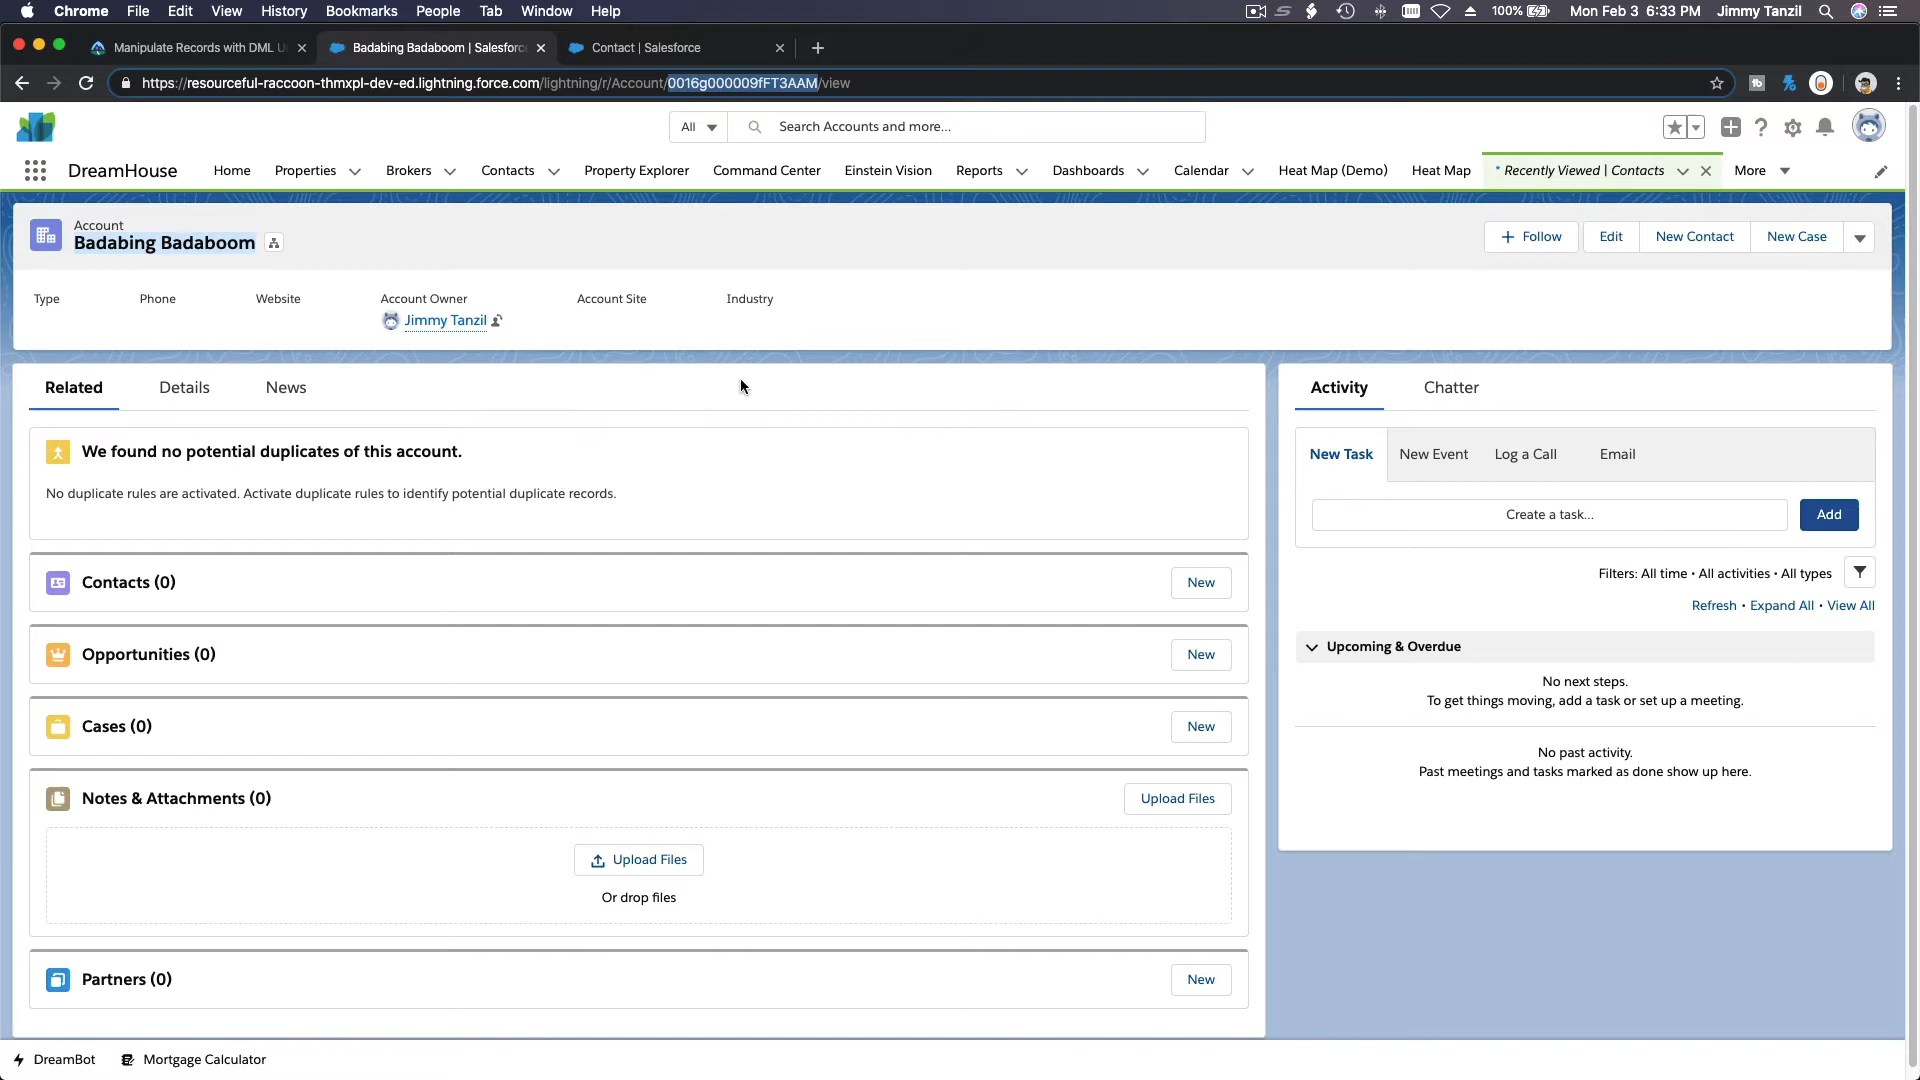 Chrome File Edit View History Bookmarks People Tab Window Help 100% Mon Feb 3 6:33 PM Jimmy Tanzil
Manipulate Records with DML U Badabing Badaboom | Salesforc Contact | Salesforce
https://resourceful-raccoon-thmxpl-dev-ed.lightning.force.com/lightning/r/Account/0016g000009fFT3AAM/view
All Search Accounts and more...
DreamHouse Home Properties Brokers Contacts Property Explorer Command Center Einstein Vision Reports Dashboards Calendar Heat Map (Demo) Heat Map * Recently Viewed | Contacts More
Account
Badabing Badaboom
+ Follow Edit New Contact New Case
Type Phone Website Account Owner Account Site Industry
Jimmy Tanzil
Related Details News
We found no potential duplicates of this account.
No duplicate rules are activated. Activate duplicate rules to identify potential duplicate records.
Contacts (0) New
Opportunities (0) New
Cases (0) New
Notes & Attachments (0) Upload Files
Upload Files
Or drop files
Partners (0) New
Activity Chatter
New Task New Event Log a Call Email
Create a task... Add
Filters: All time • All activities • All types
Refresh • Expand All • View All
Upcoming & Overdue
No next steps.
To get things moving, add a task or set up a meeting.
No past activity.
Past meetings and tasks marked as done show up here.
DreamBot Mortgage Calculator